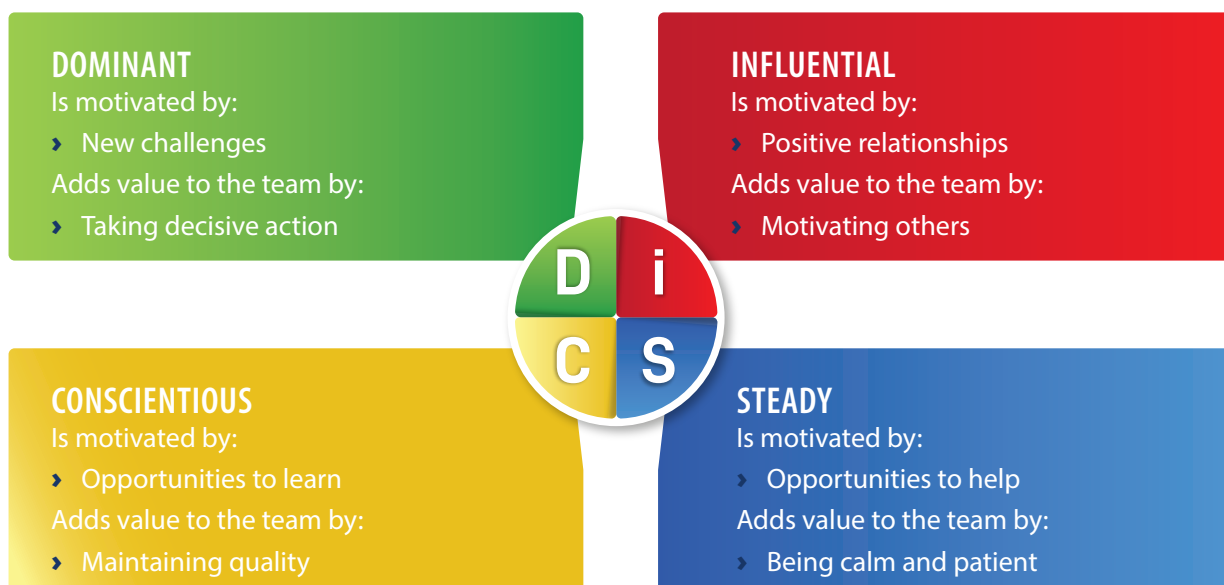 DOMINANT
Is motivated by:
› New challenges
Adds value to the team by:
› Taking decisive action
INFLUENTIAL
Is motivated by:
› Positive relationships
Adds value to the team by:
› Motivating others
D i
C S
CONSCIENTIOUS
Is motivated by:
› Opportunities to learn
Adds value to the team by:
› Maintaining quality
STEADY
Is motivated by:
› Opportunities to help
Adds value to the team by:
› Being calm and patient